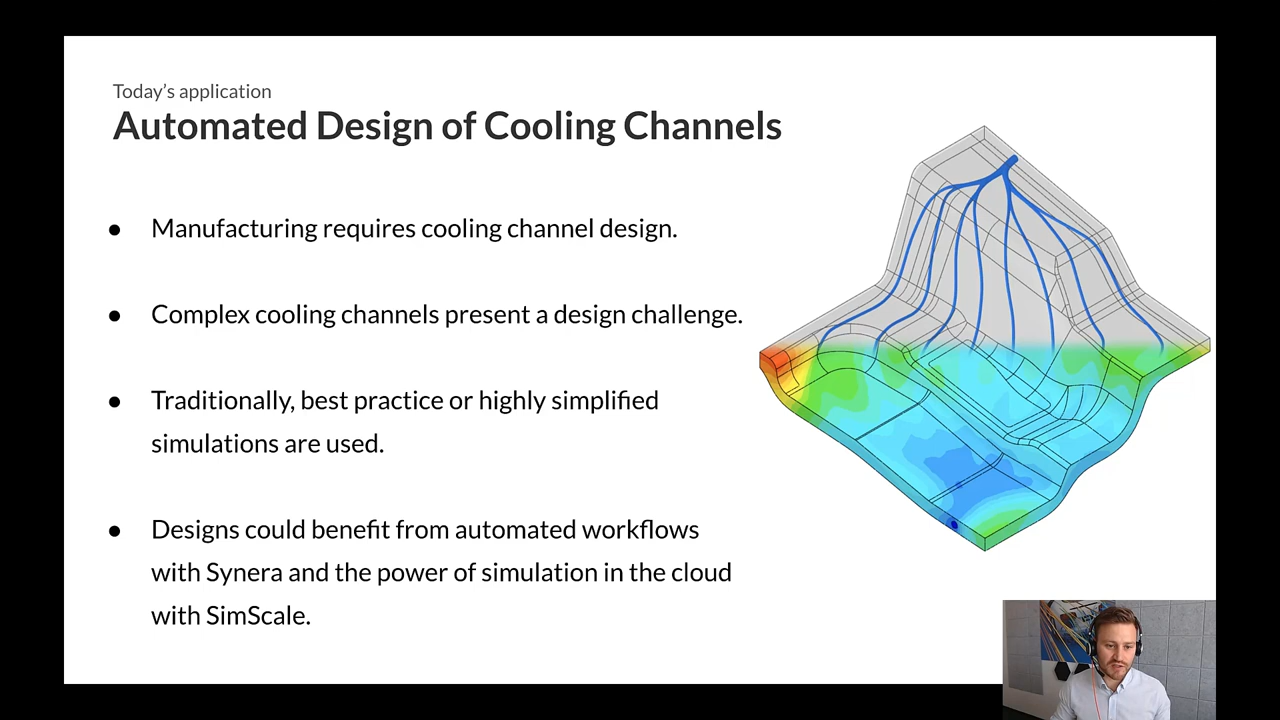 Today's application
Automated Design of Cooling Channels
● Manufacturing requires cooling channel design.
● Complex cooling channels present a design challenge.
● Traditionally, best practice or highly simplified
simulations are used.
● Designs could benefit from automated workflows
with Synera and the power of simulation in the cloud
with SimScale.